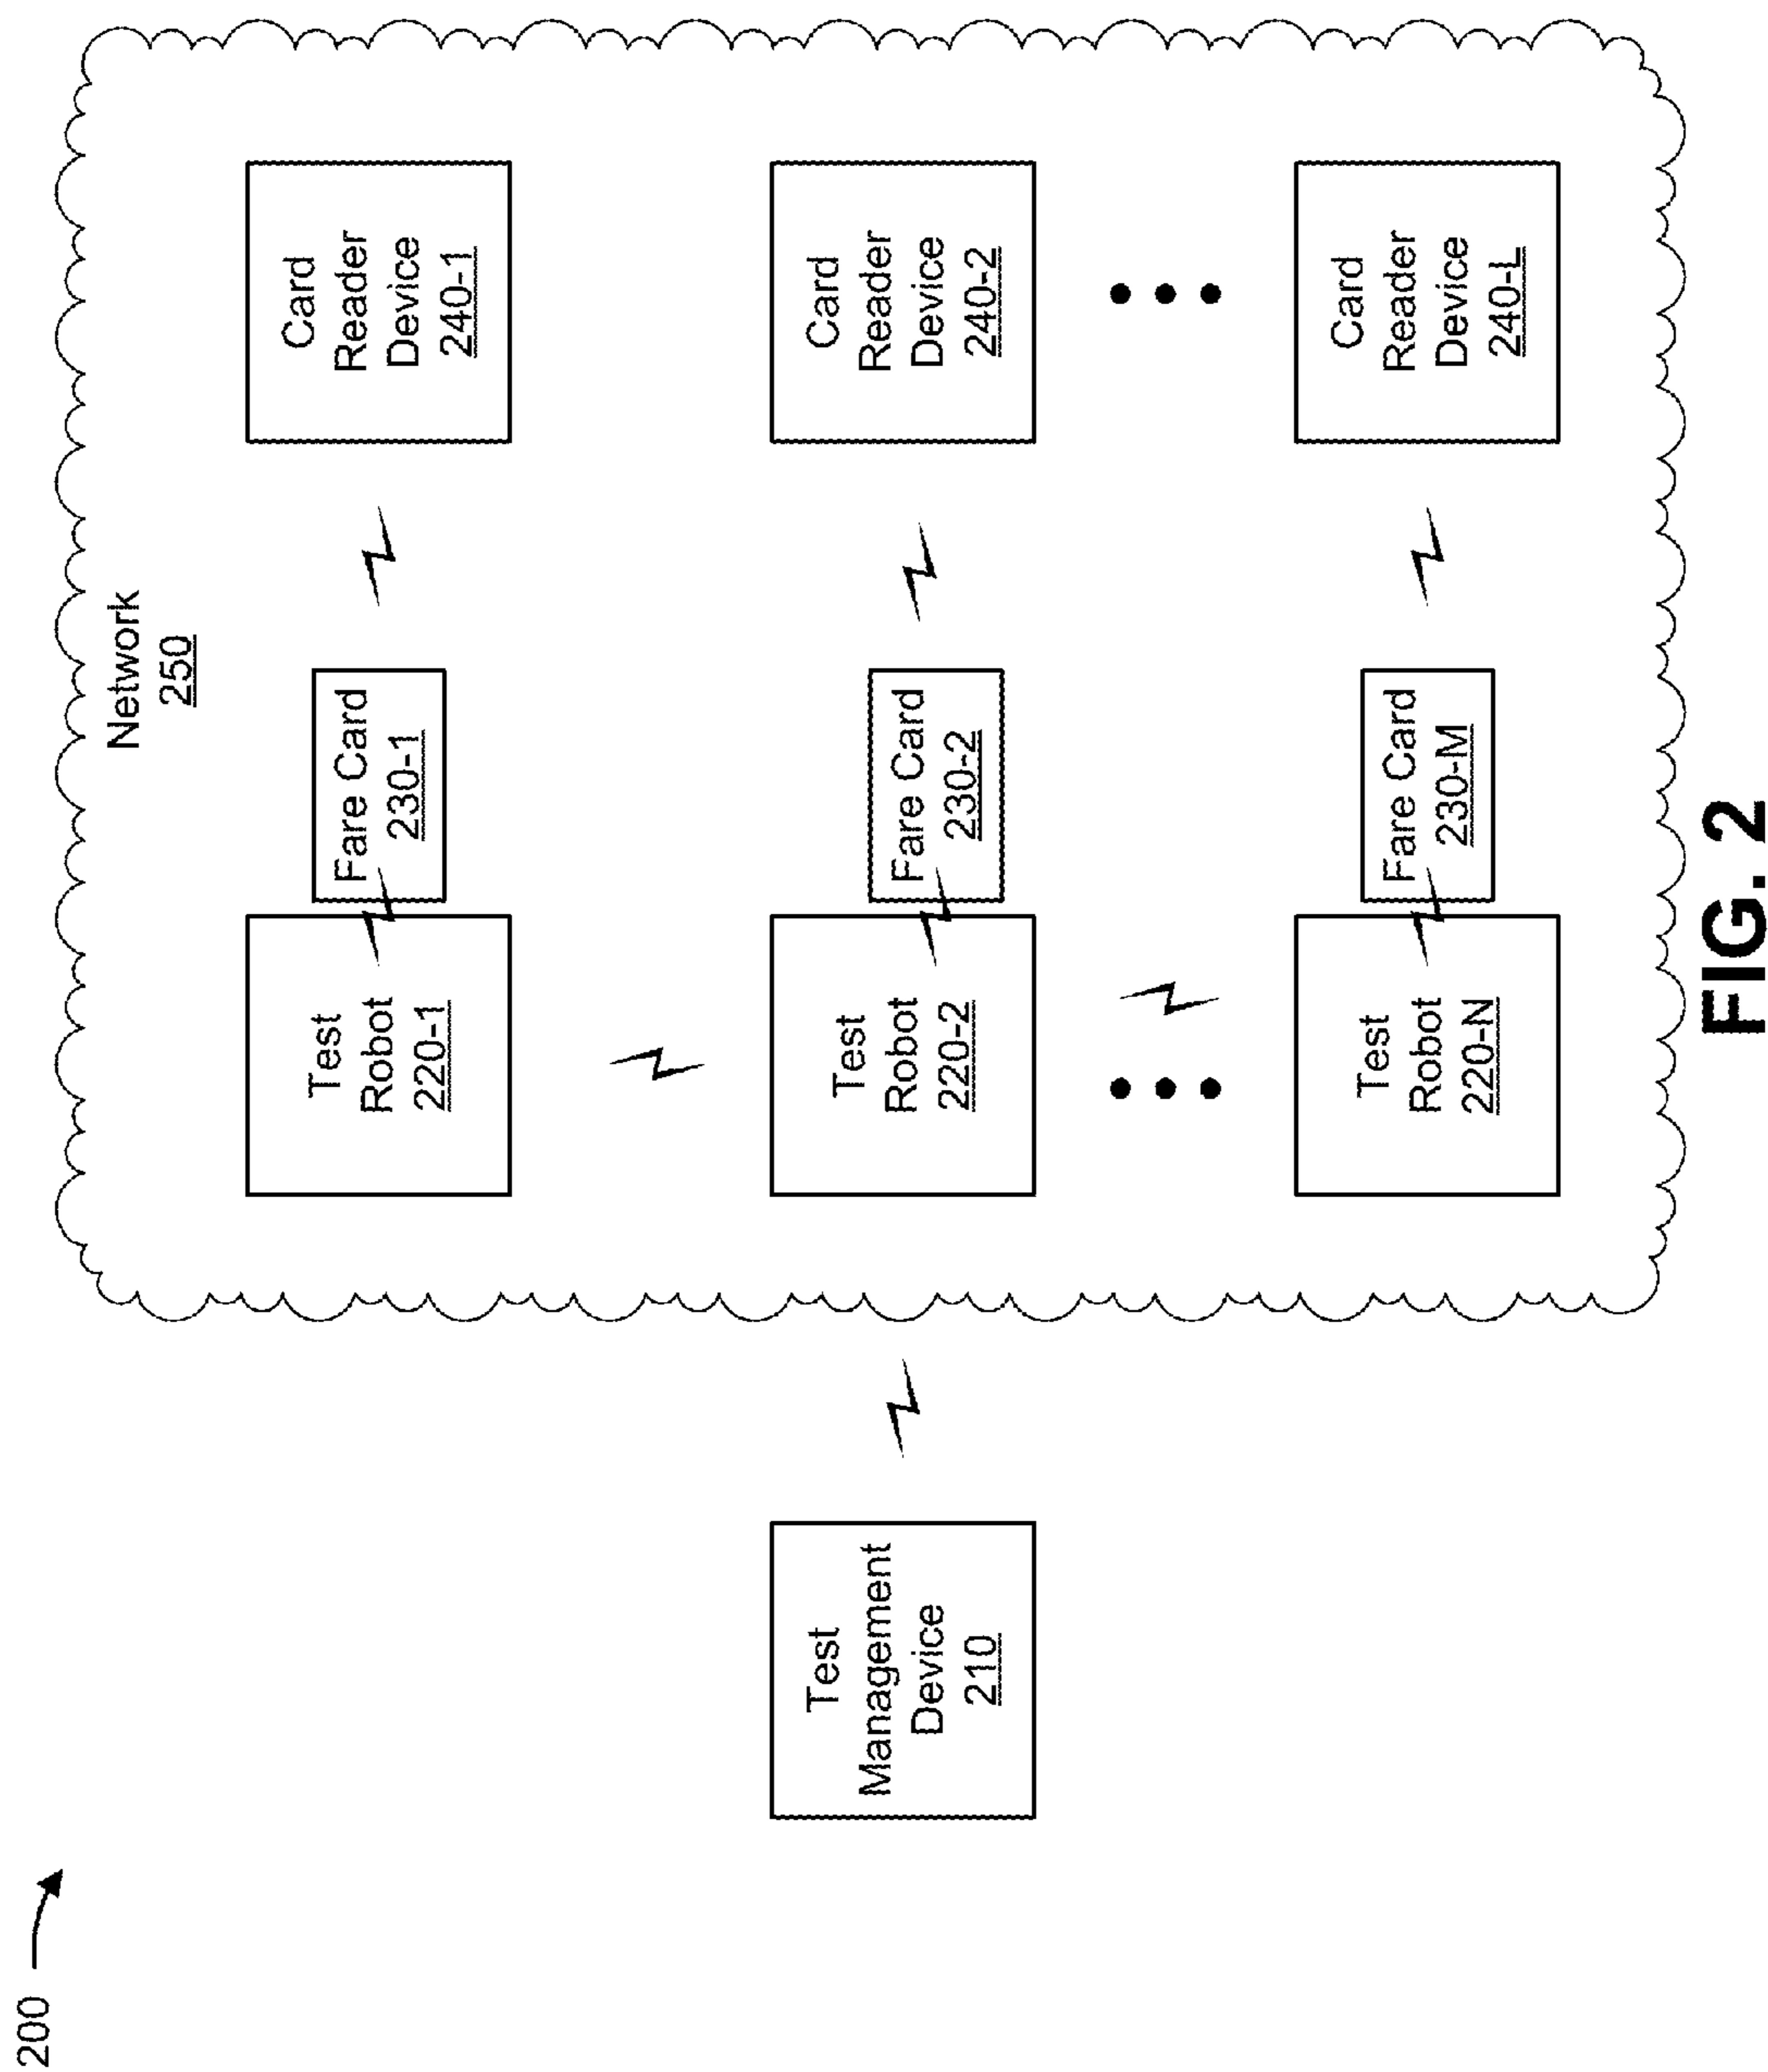 200
Network
250
Test
Management
Device
210
Test
Robot
220-1
Fare Card
230-1
Card
Reader
Device
240-1
Test
Robot
220-2
Fare Card
230-2
Card
Reader
Device
240-2
Test
Robot
220-N
Fare Card
230-M
Card
Reader
Device
240-L
FIG. 2